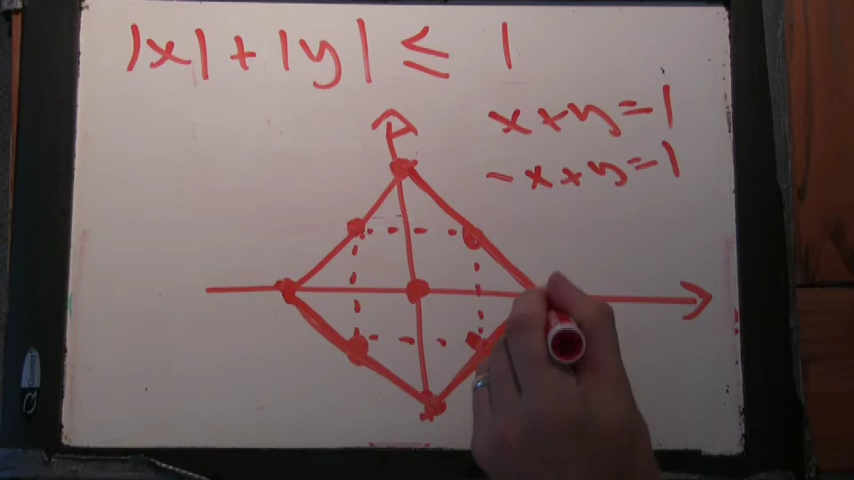 |x| + |y| ≤ 1
x+y=1
-x+y=1